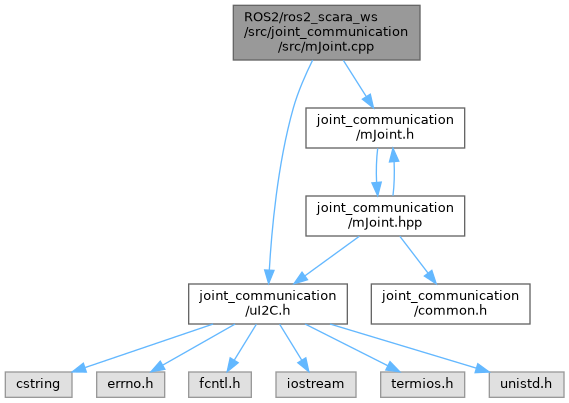 ROS2/ros2_scara_ws
/src/joint_communication
/src/mJoint.cpp
joint_communication
/mJoint.h
joint_communication
/mJoint.hpp
joint_communication
/uI2C.h
joint_communication
/common.h
cstring
errno.h
fcntl.h
iostream
termios.h
unistd.h